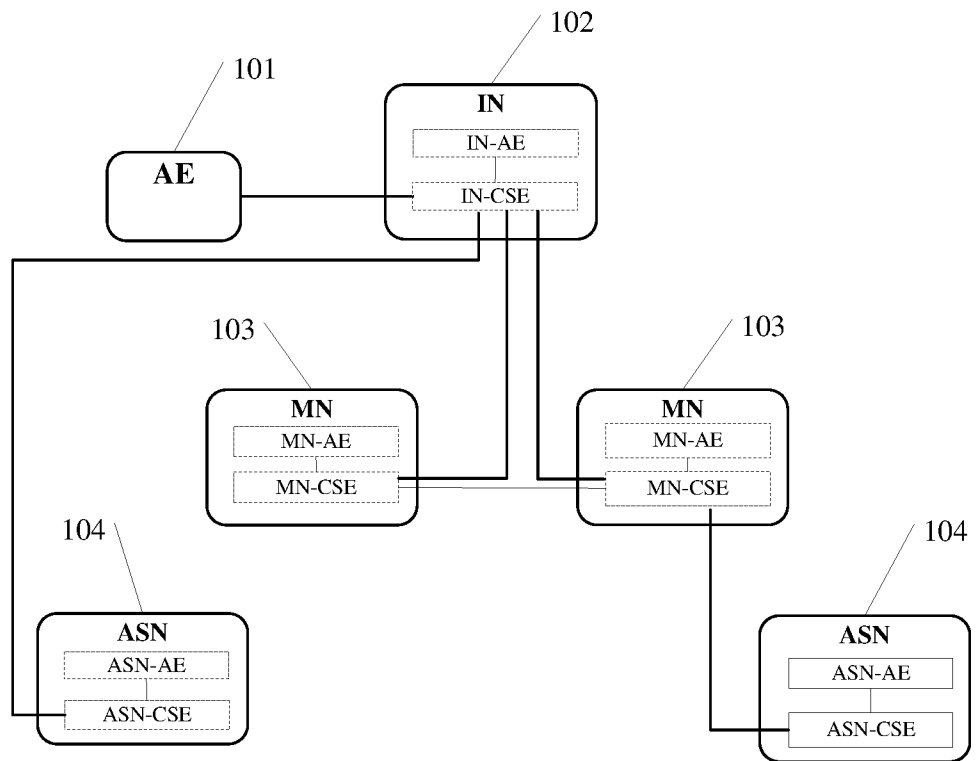 102
101
IN
IN-AE
AE
IN-CSE
103
103
MN
MN
MN-AE
MN-AE
MN-CSE
MN-CSE
104
104
ASN
ASN
ASN-AE
ASN-AE
ASN-CSE
ASN-CSE